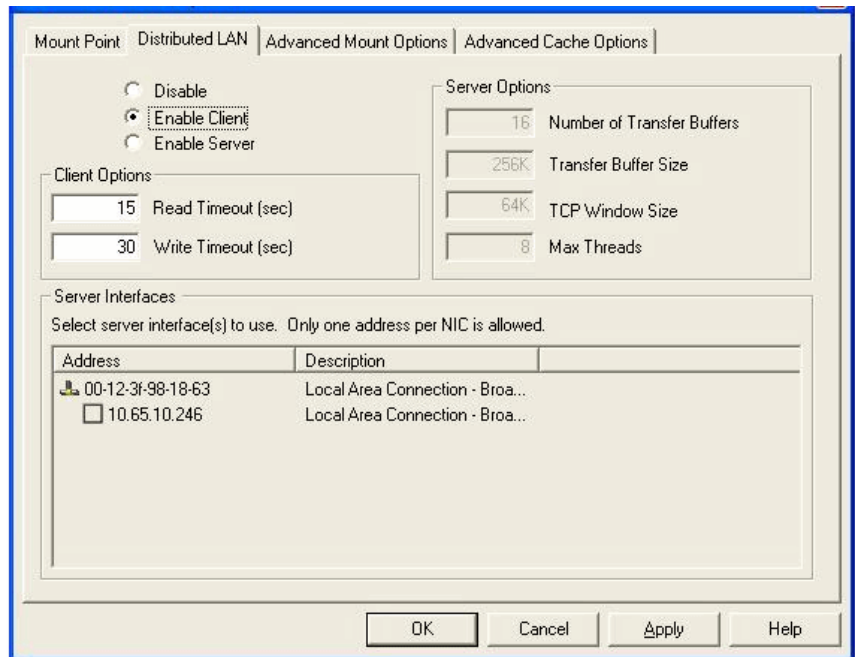 Mount Point Distributed LAN Advanced Mount Options Advanced Cache Options
Disable
Enable Client
Enable Server
Client Options
15 Read Timeout (sec)
30 Write Timeout (sec)
Server Options
16 Number of Transfer Buffers
256K Transfer Buffer Size
64K TCP Window Size
8 Max Threads
Server Interfaces
Select server interface(s) to use. Only one address per NIC is allowed.
Address Description
00-12-3f-98-18-63 Local Area Connection - Broa...
10.65.10.246 Local Area Connection - Broa...
OK Cancel Apply Help